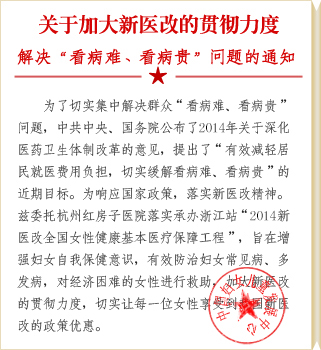 关于加大新医改的贯彻力度
解决“看病难、看病贵”问题的通知
为了切实集中解决群众“看病难、看病贵”
问题，中共中央、国务院公布了2014年关于深化
医药卫生体制改革的意见，提出了“有效减轻居
民就医费用负担，切实缓解看病难、看病贵”的
近期目标。为响应国家政策，落实新医改精神。
兹委托杭州红房子医院落实承办浙江站“2014新
医改全国女性健康基本医疗保障工程”，旨在增
强妇女自我保健意识，有效防治妇女常见病、多
发病，对经济困难的女性进行救助，加大新医改
的贯彻力度，切实让每一位女性享受到我国新医
改的政策优惠。